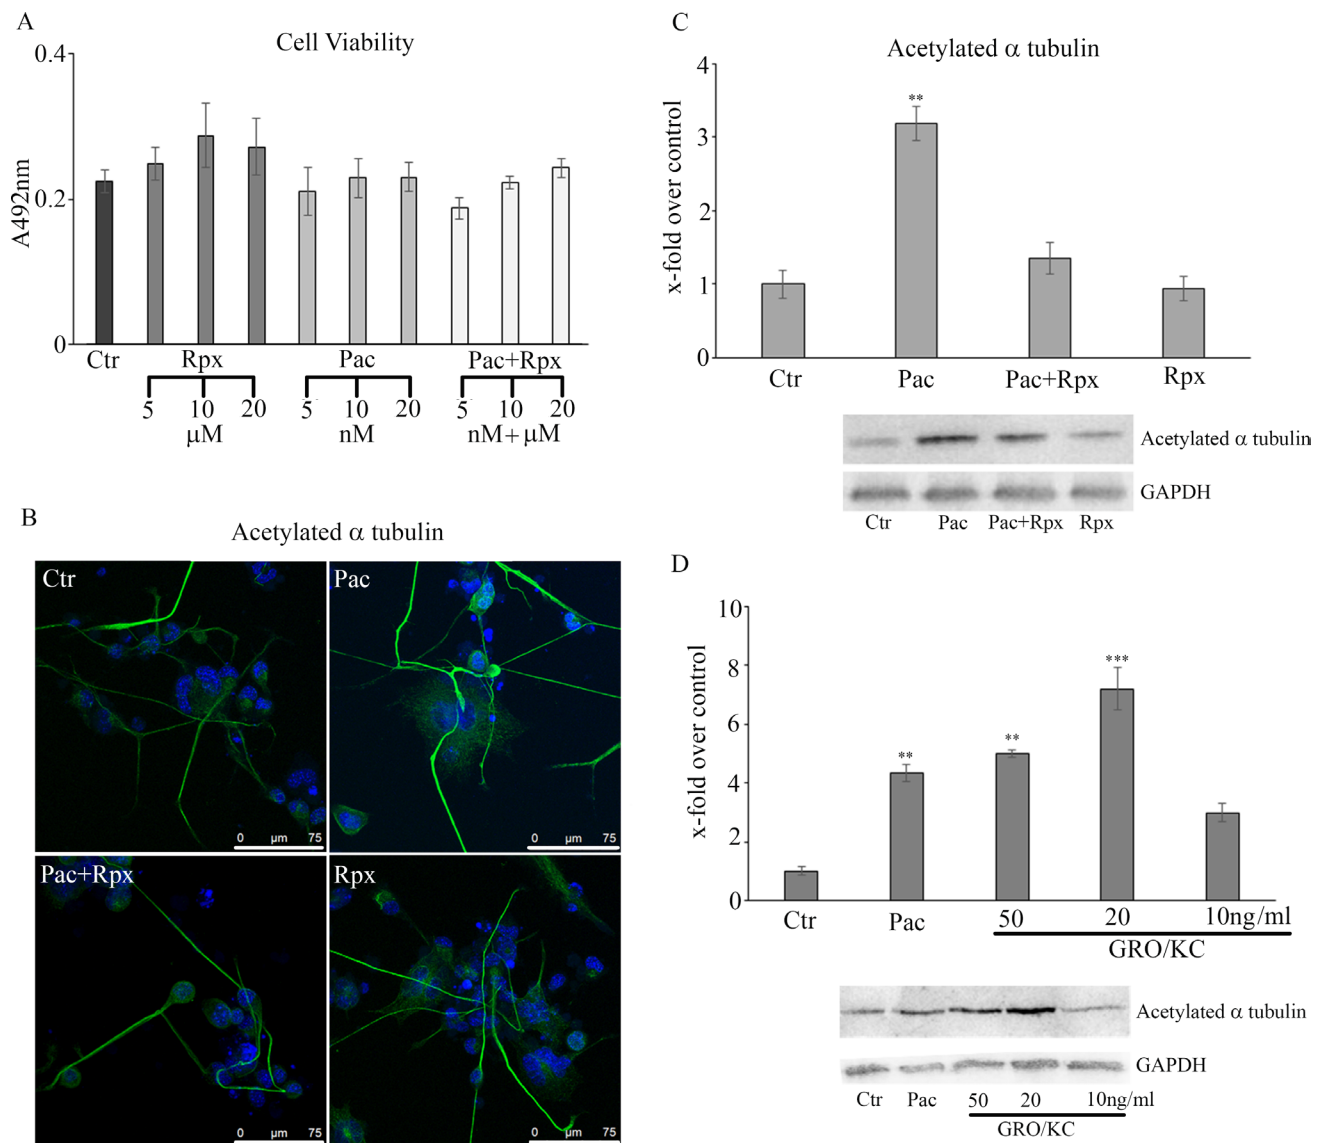 A
Cell Viability
0.4
0.2
0
A492nm
Ctr Rpx Pac Pac+Rpx
5 10 20 5 10 20 5 10 20
µM nM nM+µM
B
Acetylated α tubulin
Ctr
0 µm 75
Pac
0 µm 75
Pac+Rpx
0 µm 75
Rpx
0 µm 75
C
Acetylated α tubulin
4
3
2
1
0
x-fold over control
**
Ctr Pac Pac+Rpx Rpx
Acetylated α tubulin
GAPDH
Ctr Pac Pac+Rpx Rpx
D
10
8
6
4
2
0
x-fold over control
** ** ***
Ctr Pac 50 20 10ng/ml
GRO/KC
Acetylated α tubulin
GAPDH
Ctr Pac 50 20 10ng/ml
GRO/KC